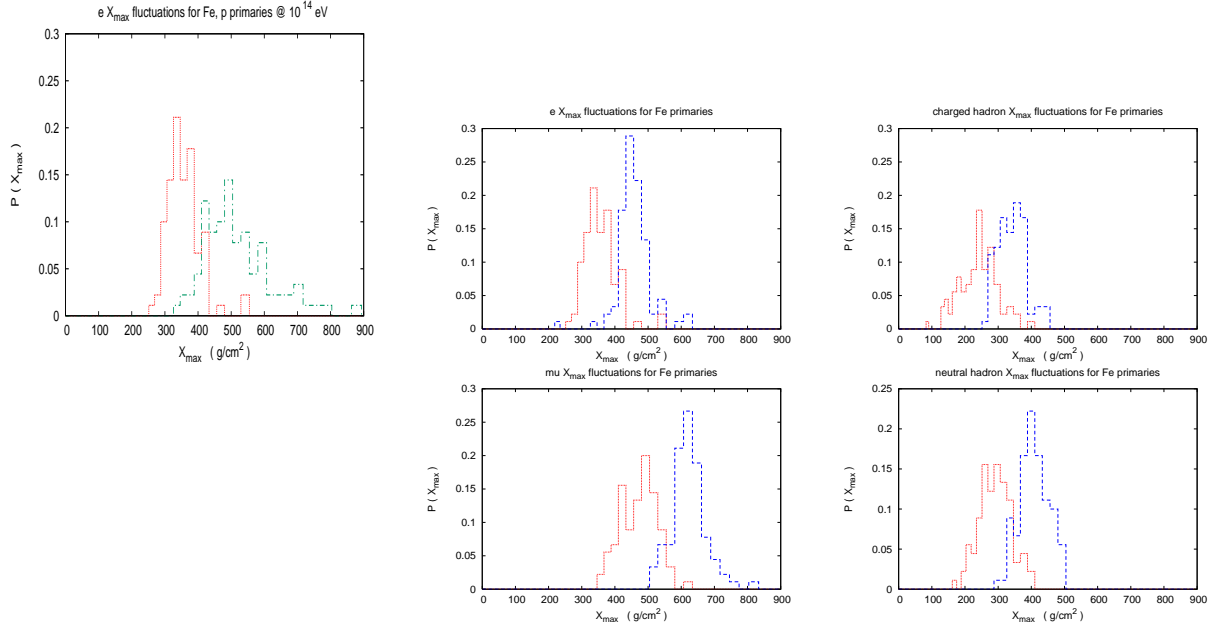 e X_max fluctuations for Fe, p primaries @ 10^14 eV
P ( X_max )
0.3
0.25
0.2
0.15
0.1
0.05
0
0 100 200 300 400 500 600 700 800 900
X_max ( g/cm^2 )
e X_max fluctuations for Fe primaries
P ( X_max )
0.3
0.25
0.2
0.15
0.1
0.05
0
0 100 200 300 400 500 600 700 800 900
X_max ( g/cm^2 )
charged hadron X_max fluctuations for Fe primaries
P ( X_max )
0.3
0.25
0.2
0.15
0.1
0.05
0
0 100 200 300 400 500 600 700 800 900
X_max ( g/cm^2 )
mu X_max fluctuations for Fe primaries
P ( X_max )
0.3
0.25
0.2
0.15
0.1
0.05
0
0 100 200 300 400 500 600 700 800 900
X_max ( g/cm^2 )
neutral hadron X_max fluctuations for Fe primaries
P ( X_max )
0.25
0.2
0.15
0.1
0.05
0
0 100 200 300 400 500 600 700 800 900
X_max ( g/cm^2 )